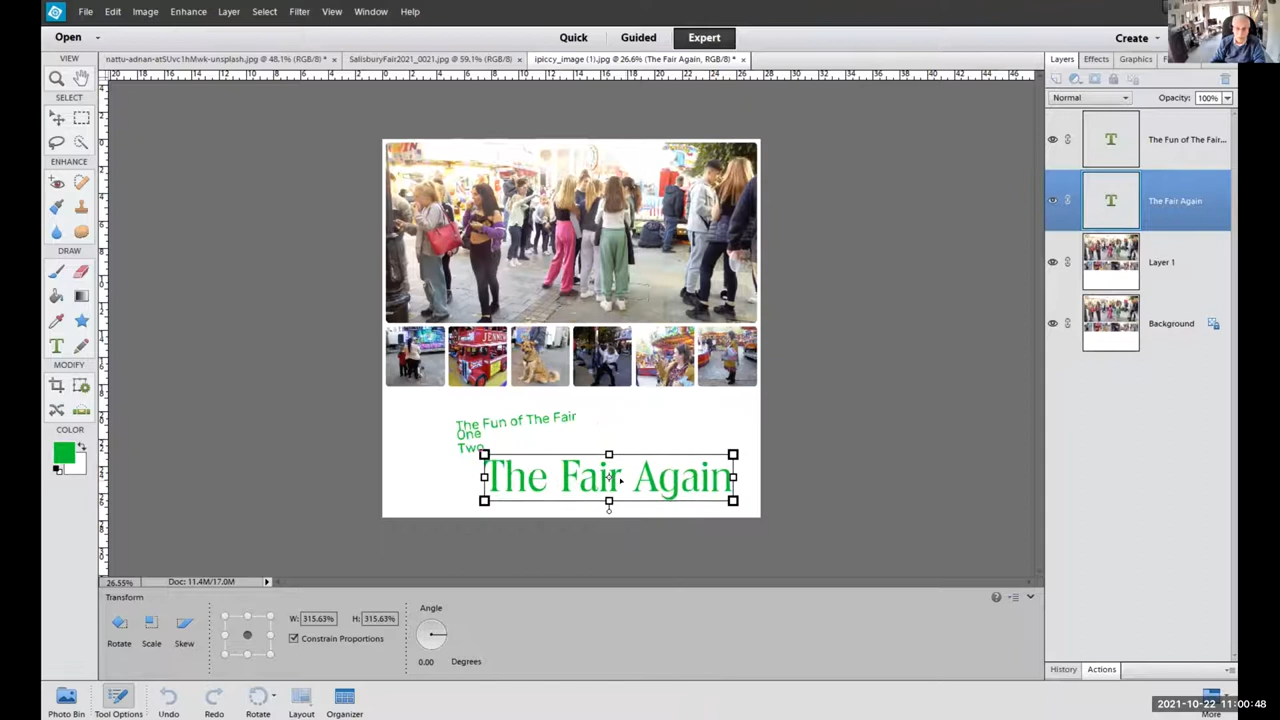 File Edit Image Enhance Layer Select Filter View Window Help
Open Quick Guided Expert Create
nattu-adnan-atSUvc1hMwk-unsplash.jpg @ 48.1% (RGB/8) * × SalisburyFair2021_0021.jpg @ 59.1% (RGB/8) × ipiccy_image (1).jpg @ 26.6% (The Fair Again, RGB/8) * ×
Layers Effects Graphics
VIEW
SELECT
ENHANCE
DRAW
MODIFY
COLOR
Normal Opacity: 100%
The Fun of The Fair...
The Fair Again
Layer 1
Background
JENNIN
The Fun of The Fair
One
Two
The Fair Again
26.55% Doc: 11.4M/17.0M
Transform
Rotate Scale Skew
W: 315.63% H: 315.63%
Constrain Proportions
Angle
0.00 Degrees
History Actions
Photo Bin Tool Options Undo Redo Rotate Layout Organizer More
2021-10-22 11:00:48